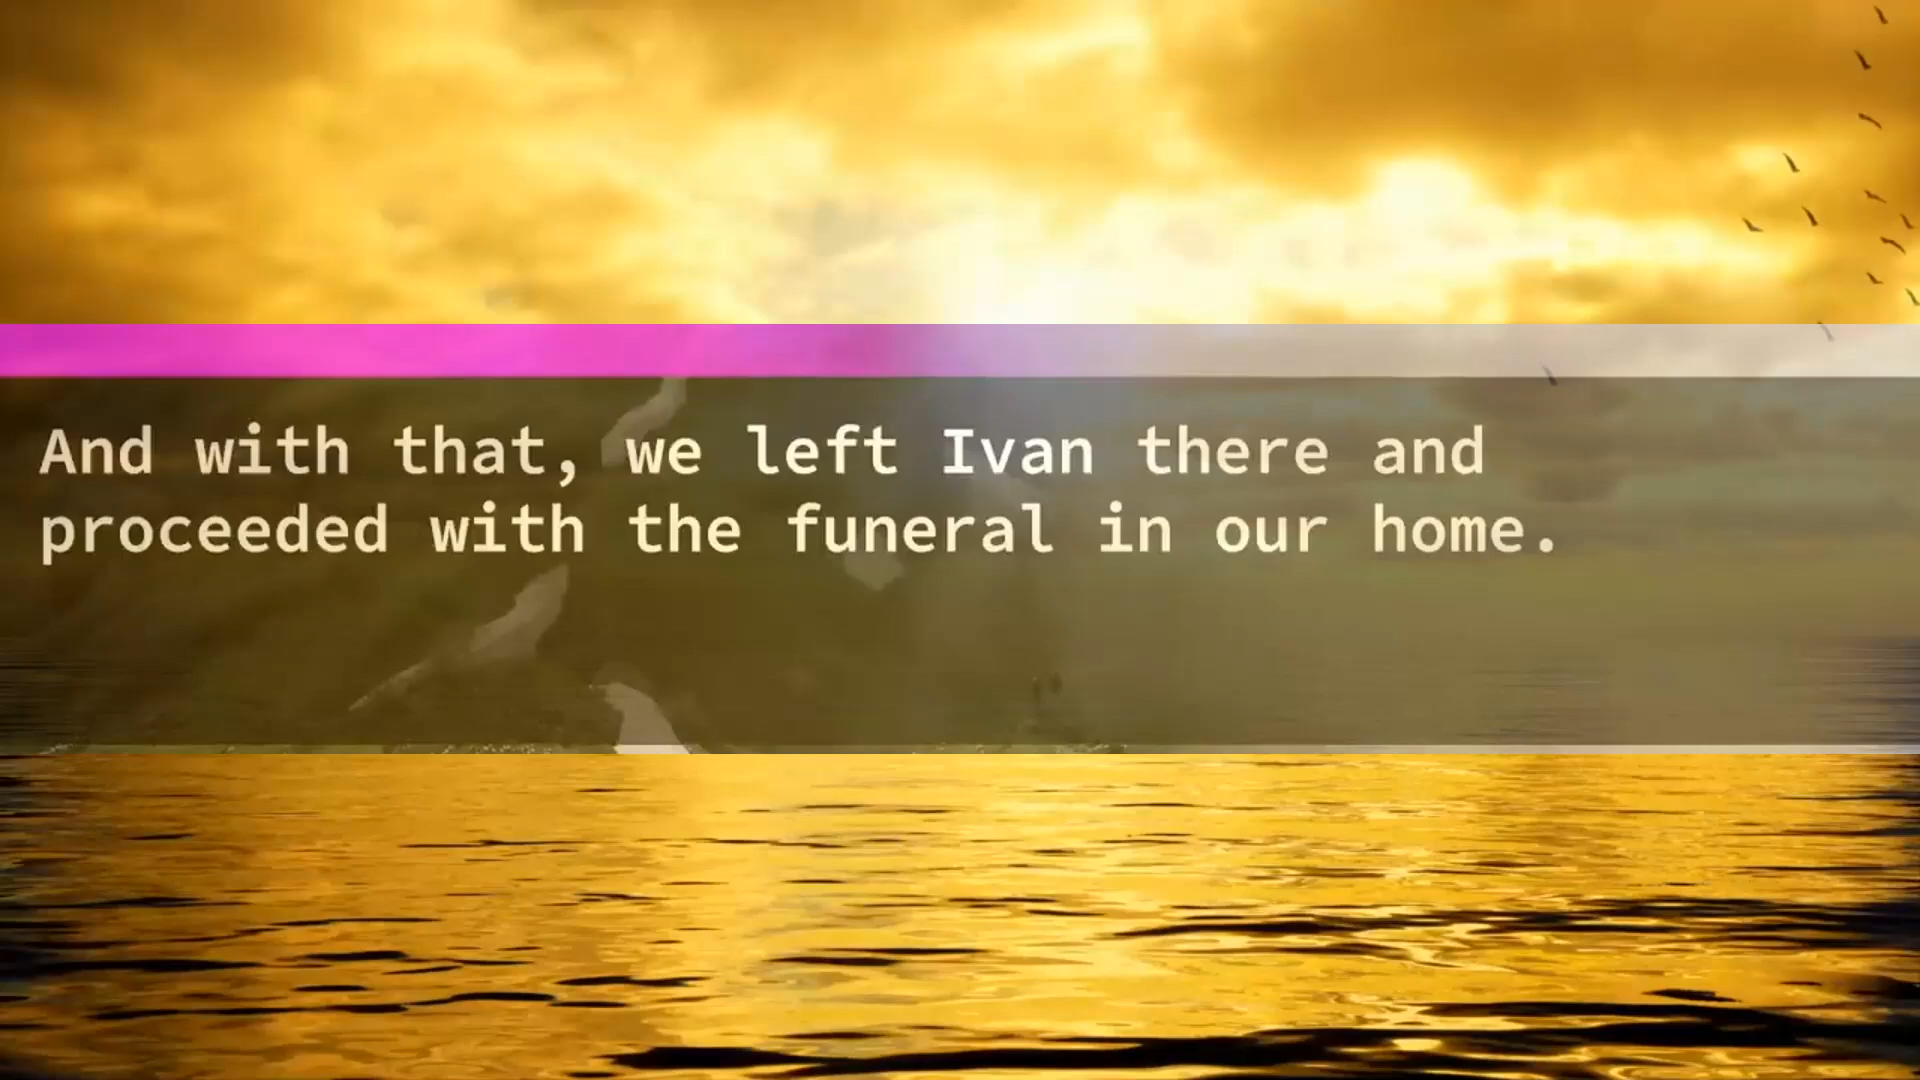 And with that, we left Ivan there and
proceeded with the funeral in our home.